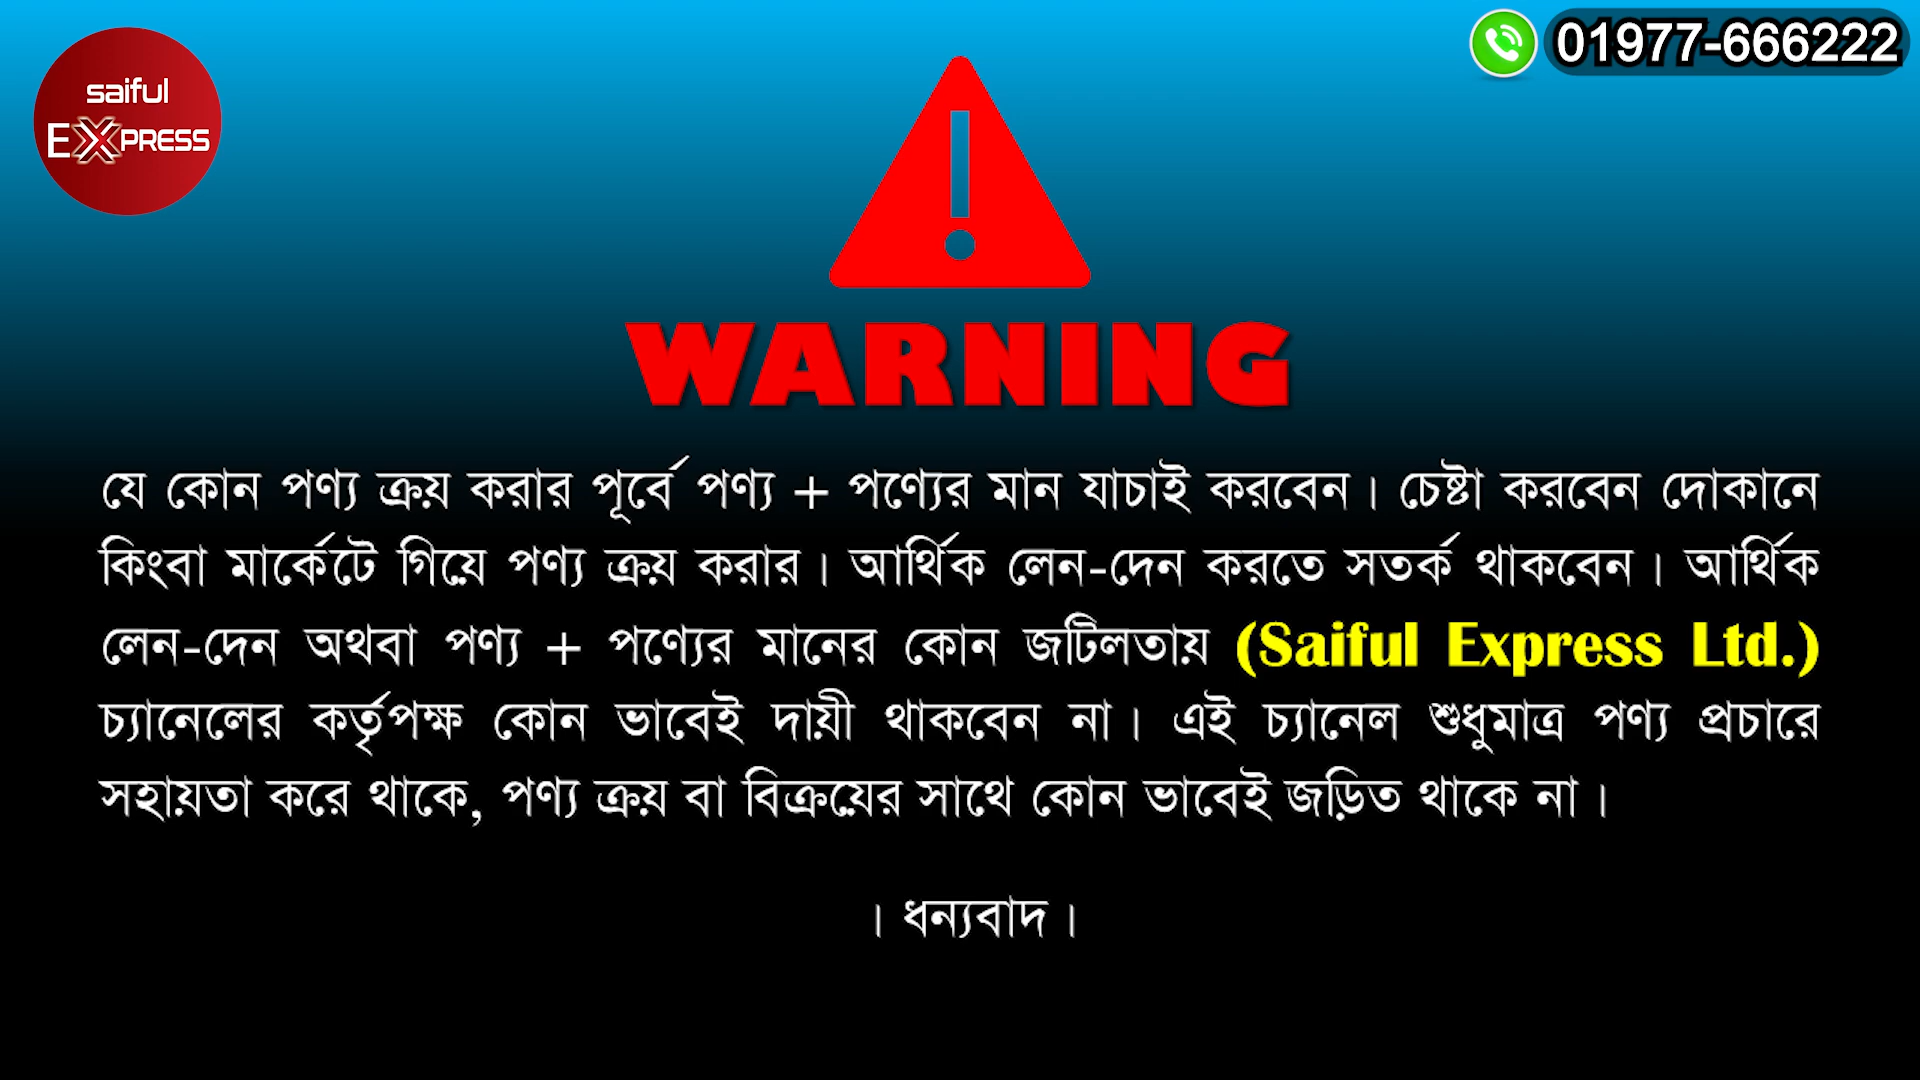 saiful
EXPRESS
01977-666222
WARNING
যে কোন পণ্য ক্রয় করার পূর্বে পণ্য + পণ্যের মান যাচাই করবেন। চেষ্টা করবেন দোকানে
কিংবা মার্কেটে গিয়ে পণ্য ক্রয় করার। আর্থিক লেন-দেন করতে সতর্ক থাকবেন। আর্থিক
লেন-দেন অথবা পণ্য + পণ্যের মানের কোন জটিলতায় (Saiful Express Ltd.)
চ্যানেলের কর্তৃপক্ষ কোন ভাবেই দায়ী থাকবেন না। এই চ্যানেল শুধুমাত্র পণ্য প্রচারে
সহায়তা করে থাকে, পণ্য ক্রয় বা বিক্রয়ের সাথে কোন ভাবেই জড়িত থাকে না।
। ধন্যবাদ ।